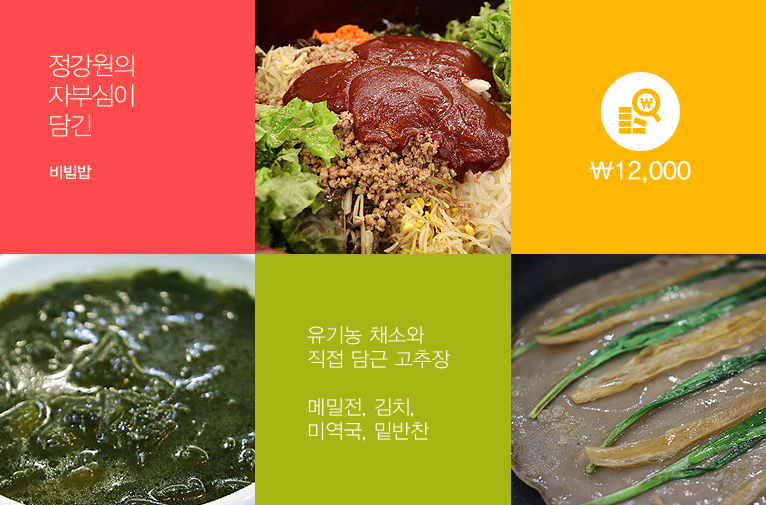 정강원의
자부심이
담긴
비빔밥
₩
₩12,000
유기농 채소와
직접 담근 고추장
메밀전, 김치,
미역국, 밑반찬